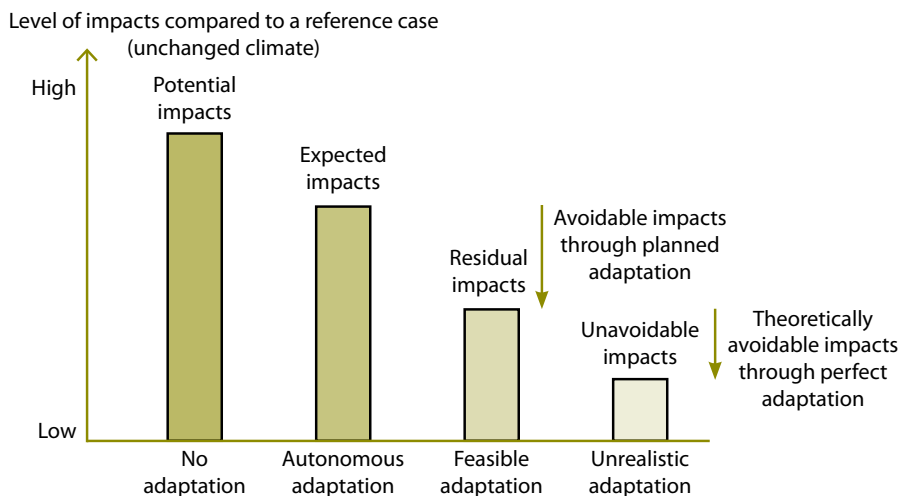 Level of impacts compared to a reference case
(unchanged climate)
High
Potential
impacts
Expected
impacts
Avoidable impacts
through planned
adaptation
Residual
impacts
Unavoidable
impacts
Theoretically
avoidable impacts
through perfect
adaptation
Low
No
adaptation
Autonomous
adaptation
Feasible
adaptation
Unrealistic
adaptation